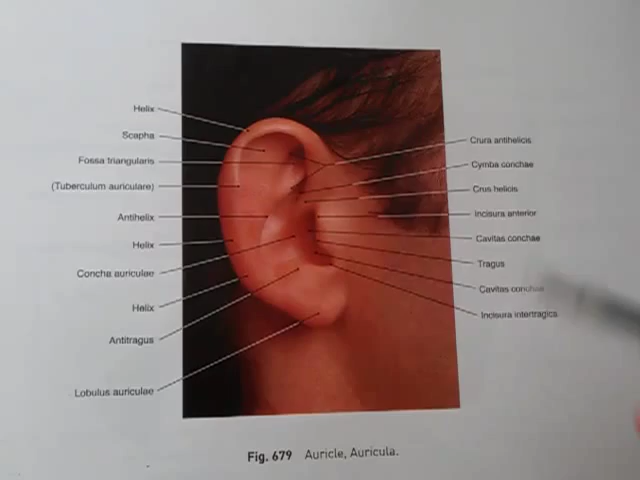 Helix
Scapha
Fossa triangularis
(Tuberculum auriculare)
Antihelix
Helix
Concha auriculae
Helix
Antitragus
Lobulus auriculae
Crura antihelicis
Cymba conchae
Crus helicis
Incisura anterior
Cavitas conchae
Tragus
Cavitas conchae
Incisura intertragica
Fig. 679 Auricle, Auricula.